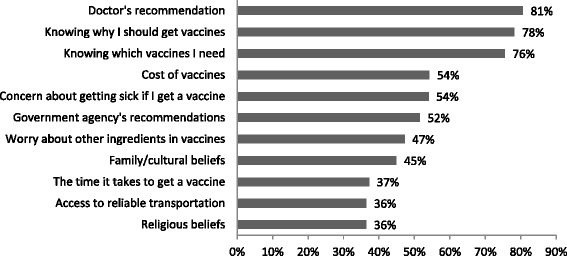 Doctor's recommendation 81%
Knowing why I should get vaccines 78%
Knowing which vaccines I need 76%
Cost of vaccines 54%
Concern about getting sick if I get a vaccine 54%
Government agency's recommendations 52%
Worry about other ingredients in vaccines 47%
Family/cultural beliefs 45%
The time it takes to get a vaccine 37%
Access to reliable transportation 36%
Religious beliefs 36%
0% 10% 20% 30% 40% 50% 60% 70% 80% 90%